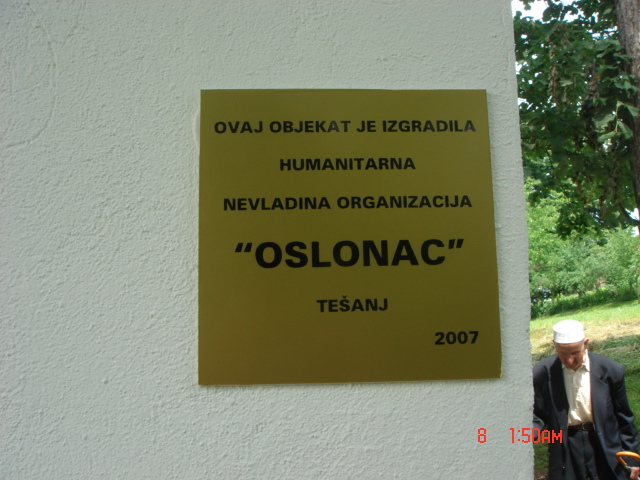 OVAJ OBJEKAT JE IZGRADILA
HUMANITARNA
NEVLADINA ORGANIZACIJA
“OSLONAC”
TEŠANJ
2007
8 1:50AM